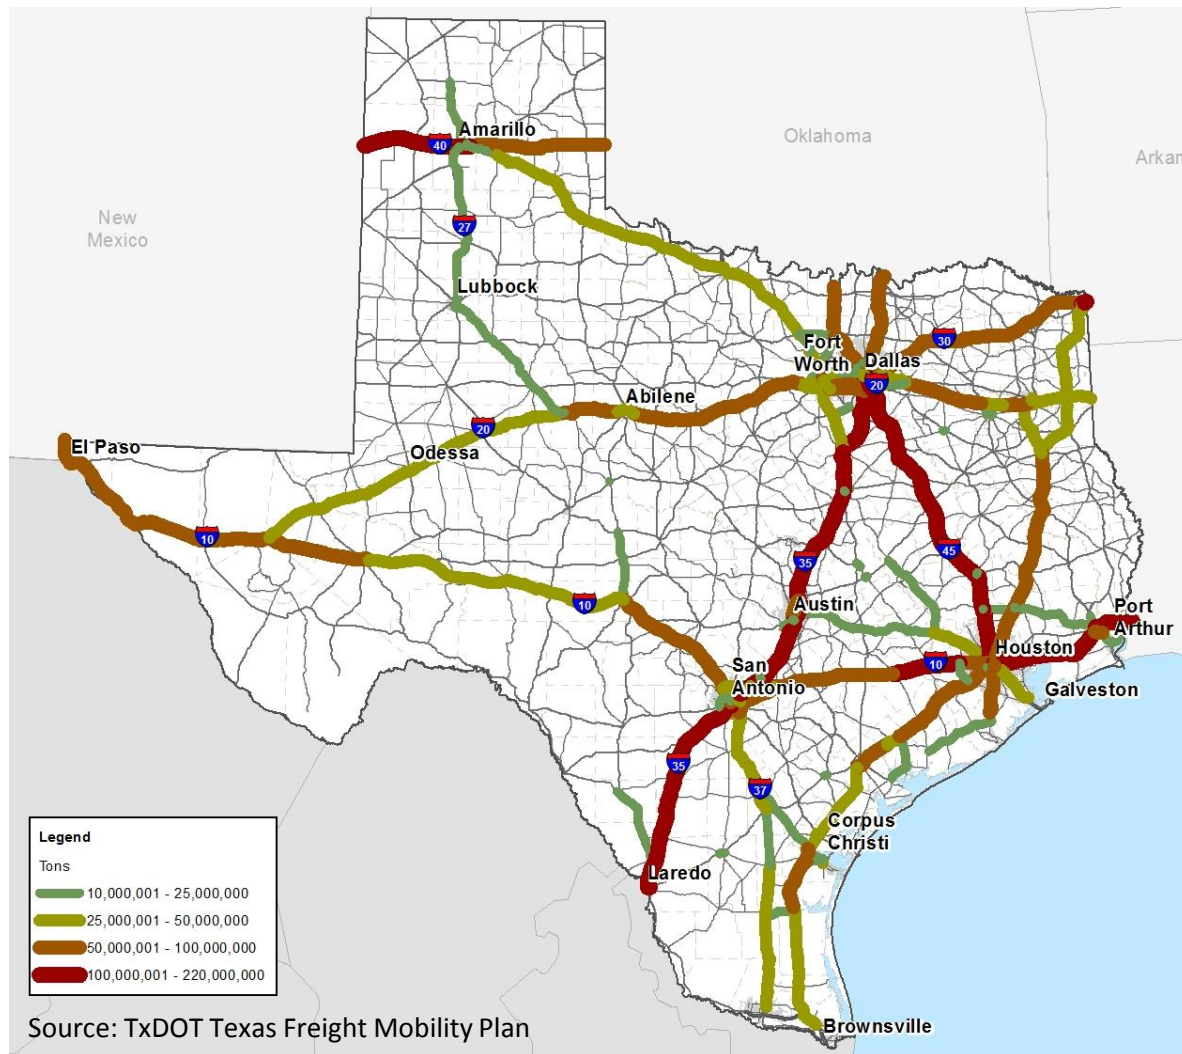 Amarillo
Oklahoma
40
Arkan
New
Mexico
27
Lubbock
Fort
Worth
Dallas
30
20
Abilene
El Paso
20
Odessa
10
45
35
10
Austin
Port
Arthur
Houston
10
San
Antonio
Galveston
35
37
Corpus
Christi
Laredo
Brownsville
Legend
Tons
10,000,001 - 25,000,000
25,000,001 - 50,000,000
50,000,001 - 100,000,000
100,000,001 - 220,000,000
Source: TxDOT Texas Freight Mobility Plan